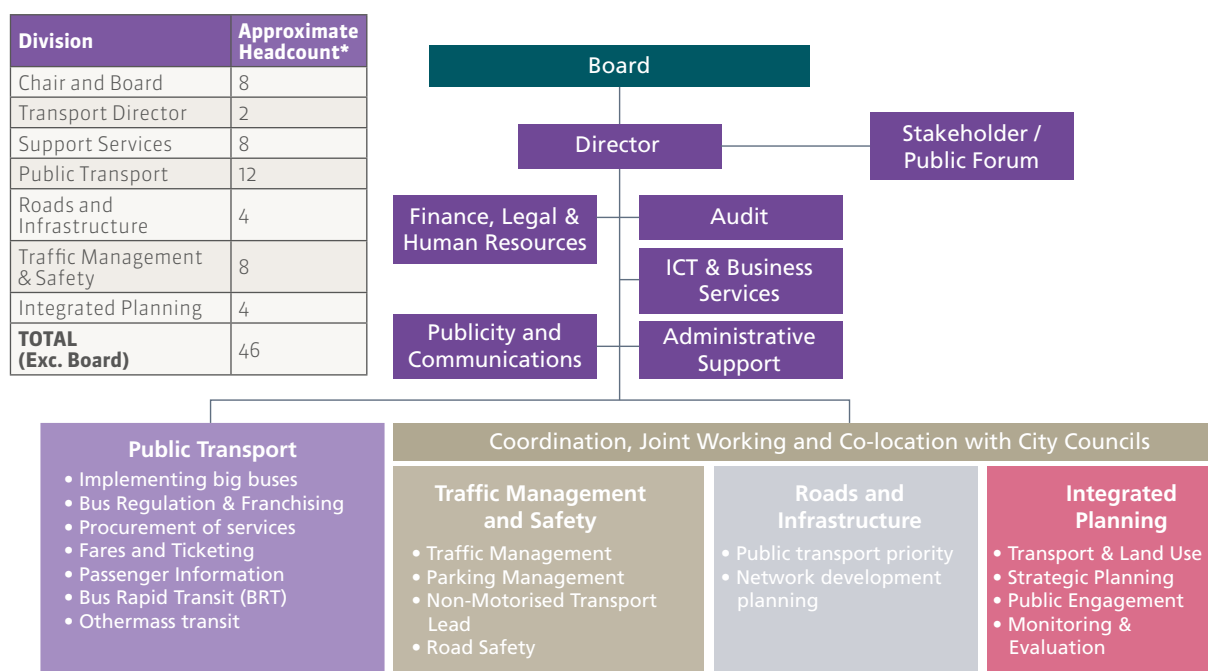 Division
Approximate
Headcount*
Chair and Board
8
Transport Director
2
Support Services
8
Public Transport
12
Roads and
Infrastructure
4
Traffic Management
& Safety
8
Integrated Planning
4
TOTAL
(Exc. Board)
46
Board
Director
Stakeholder /
Public Forum
Finance, Legal &
Human Resources
Audit
ICT & Business
Services
Publicity and
Communications
Administrative
Support
Public Transport
• Implementing big buses
• Bus Regulation & Franchising
• Procurement of services
• Fares and Ticketing
• Passenger Information
• Bus Rapid Transit (BRT)
• Othermass transit
Coordination, Joint Working and Co-location with City Councils
Traffic Management
and Safety
• Traffic Management
• Parking Management
• Non-Motorised Transport
Lead
• Road Safety
Roads and
Infrastructure
• Public transport priority
• Network development
planning
Integrated
Planning
• Transport & Land Use
• Strategic Planning
• Public Engagement
• Monitoring &
Evaluation